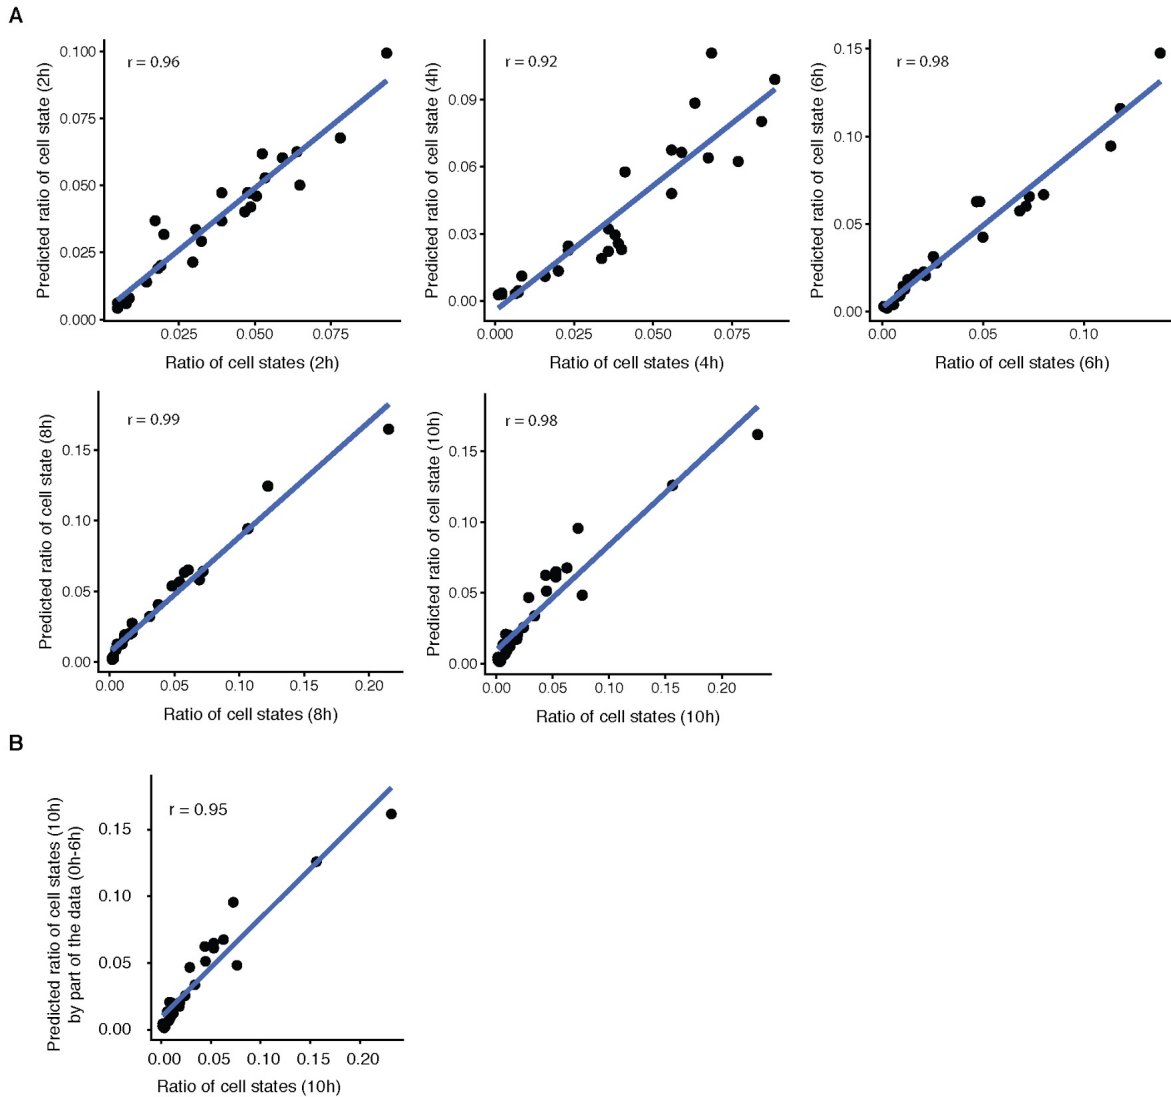 A
r = 0.96
Predicted ratio of cell state (2h)
0.100
0.075
0.050
0.025
0.000
0.025 0.050 0.075
Ratio of cell states (2h)
r = 0.92
Predicted ratio of cell state (4h)
0.09
0.06
0.03
0.00
0.000 0.025 0.050 0.075
Ratio of cell states (4h)
r = 0.98
Predicted ratio of cell state (6h)
0.15
0.10
0.05
0.00
0.00 0.05 0.10
Ratio of cell states (6h)
r = 0.99
Predicted ratio of cell state (8h)
0.15
0.10
0.05
0.00
0.00 0.05 0.10 0.15 0.20
Ratio of cell states (8h)
r = 0.98
Predicted ratio of cell state (10h)
0.15
0.10
0.05
0.00
0.00 0.05 0.10 0.15 0.20
Ratio of cell states (10h)
B
r = 0.95
Predicted ratio of cell states (10h)
by part of the data (0h-6h)
0.15
0.10
0.05
0.00
0.00 0.05 0.10 0.15 0.20
Ratio of cell states (10h)